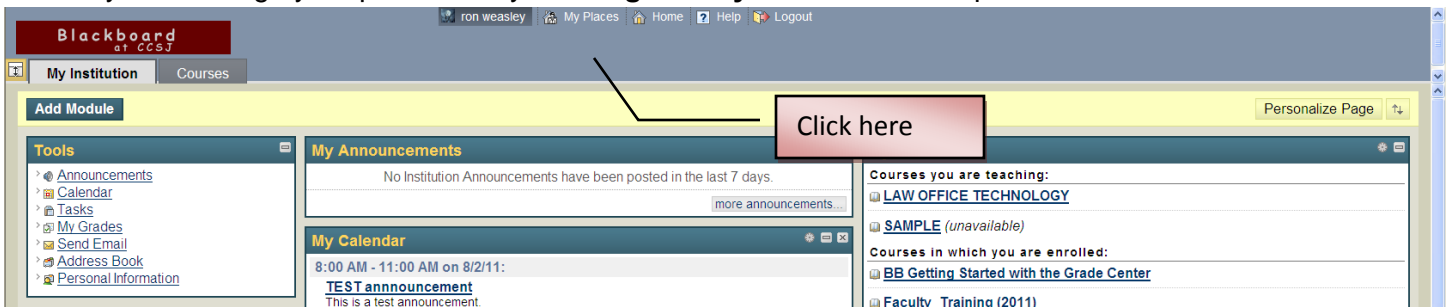 ron weasley My Places Home ? Help Logout
Blackboard
at CCSJ
My Institution Courses
Add Module
Personalize Page
Click here
Tools
Announcements
Calendar
Tasks
My Grades
Send Email
Address Book
Personal Information
My Announcements
No Institution Announcements have been posted in the last 7 days.
more announcements...
My Calendar
8:00 AM - 11:00 AM on 8/2/11:
TEST annnouncement
This is a test announcement.
Courses you are teaching:
LAW OFFICE TECHNOLOGY
SAMPLE (unavailable)
Courses in which you are enrolled:
BB Getting Started with the Grade Center
Faculty Training (2011)